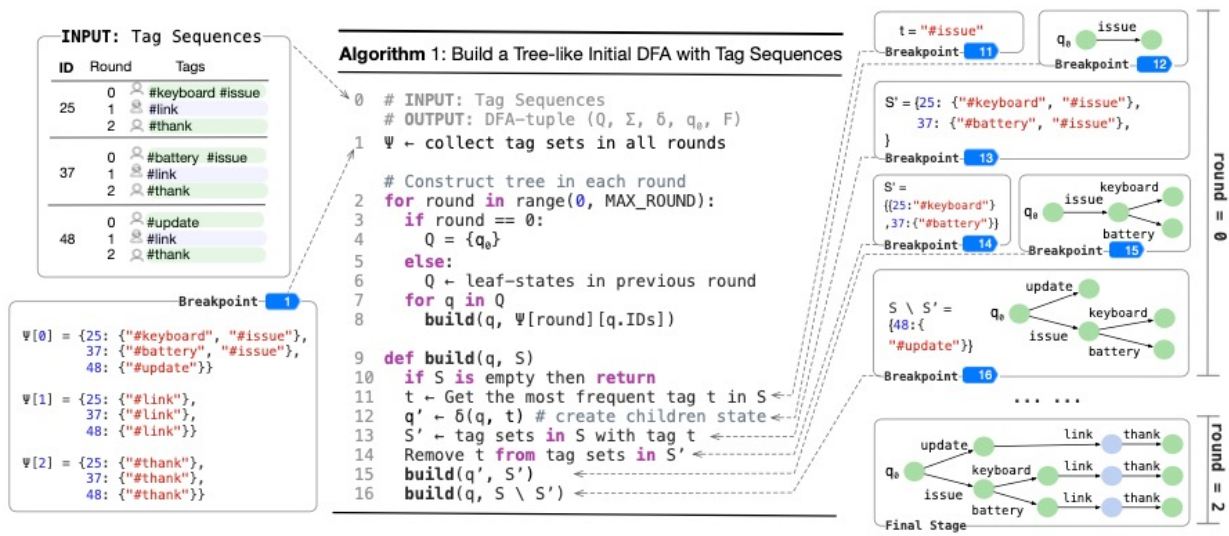 INPUT: Tag Sequences
ID Round Tags
25
0 #keyboard #issue
1 #link
2 #thank
37
0 #battery #issue
1 #link
2 #thank
48
0 #update
1 #link
2 #thank
Breakpoint 1
Ψ[0] = {25: {"#keyboard", "#issue"},
37: {"#battery", "#issue"},
48: {"#update"}}
Ψ[1] = {25: {"#link"},
37: {"#link"},
48: {"#link"}}
Ψ[2] = {25: {"#thank"},
37: {"#thank"},
48: {"#thank"}}
Algorithm 1: Build a Tree-like Initial DFA with Tag Sequences
0 # INPUT: Tag Sequences
# OUTPUT: DFA-tuple (Q, Σ, δ, q₀, F)
1 Ψ ← collect tag sets in all rounds
# Construct tree in each round
2 for round in range(0, MAX_ROUND):
3 if round == 0:
4 Q = {q₀}
5 else:
6 Q ← leaf-states in previous round
7 for q in Q
8 build(q, Ψ[round][q.IDs])
9 def build(q, S)
10 if S is empty then return
11 t ← Get the most frequent tag t in S
12 q' ← δ(q, t) # create children state
13 S' ← tag sets in S with tag t
14 Remove t from tag sets in S'
15 build(q', S')
16 build(q, S \ S')
t = "#issue"
Breakpoint 11
q₀ issue
Breakpoint 12
S' = {25: {"#keyboard", "#issue"},
37: {"#battery", "#issue"},
}
Breakpoint 13
S' =
{{25:"#keyboard"}
,37:{"#battery"}}
Breakpoint 14
keyboard
q₀ issue
battery
Breakpoint 15
S \ S' =
{48:{
"#update"}}
update
q₀
keyboard
issue
battery
Breakpoint 16
round = 0
... ...
update link thank
q₀
keyboard link thank
issue
battery link thank
Final Stage
round = 2